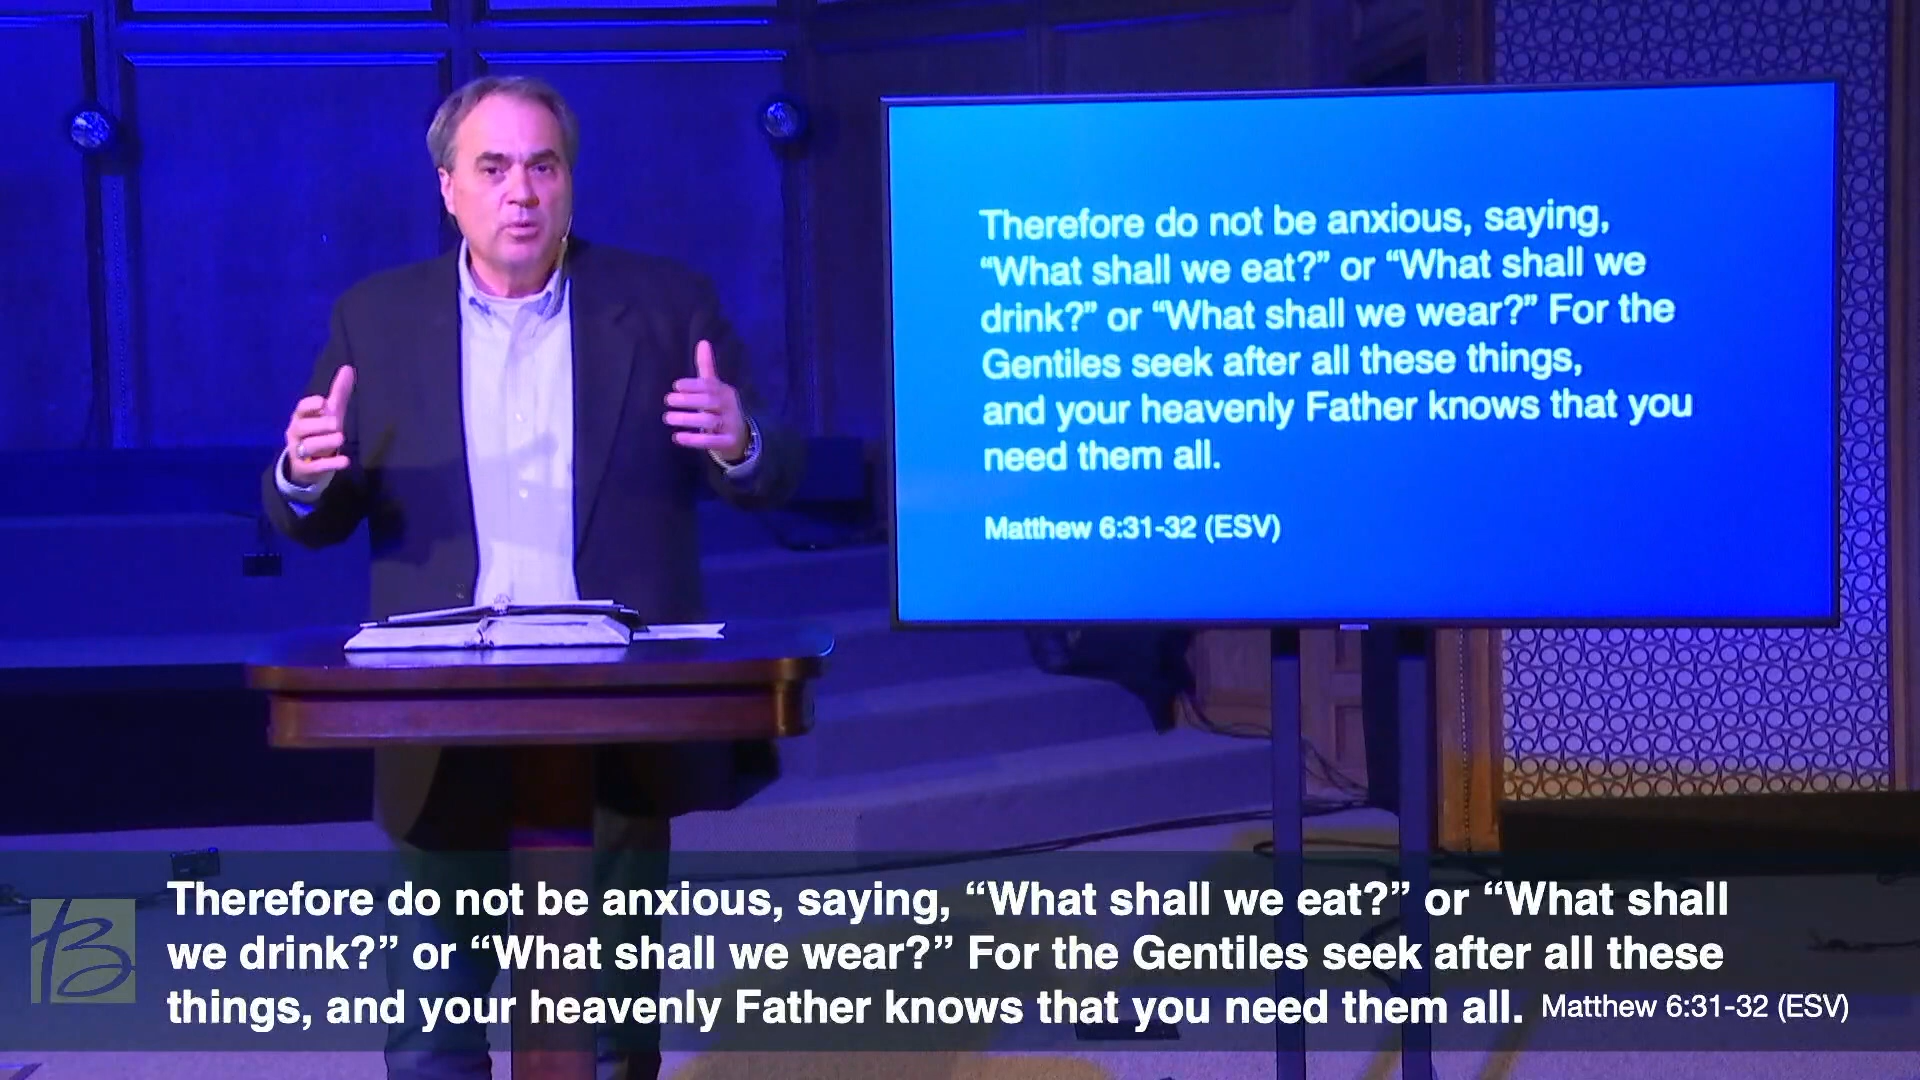 Therefore do not be anxious, saying,
“What shall we eat?” or “What shall we
drink?” or “What shall we wear?” For the
Gentiles seek after all these things,
and your heavenly Father knows that you
need them all.
Matthew 6:31-32 (ESV)
Therefore do not be anxious, saying, “What shall we eat?” or “What shall
we drink?” or “What shall we wear?” For the Gentiles seek after all these
things, and your heavenly Father knows that you need them all. Matthew 6:31-32 (ESV)
B